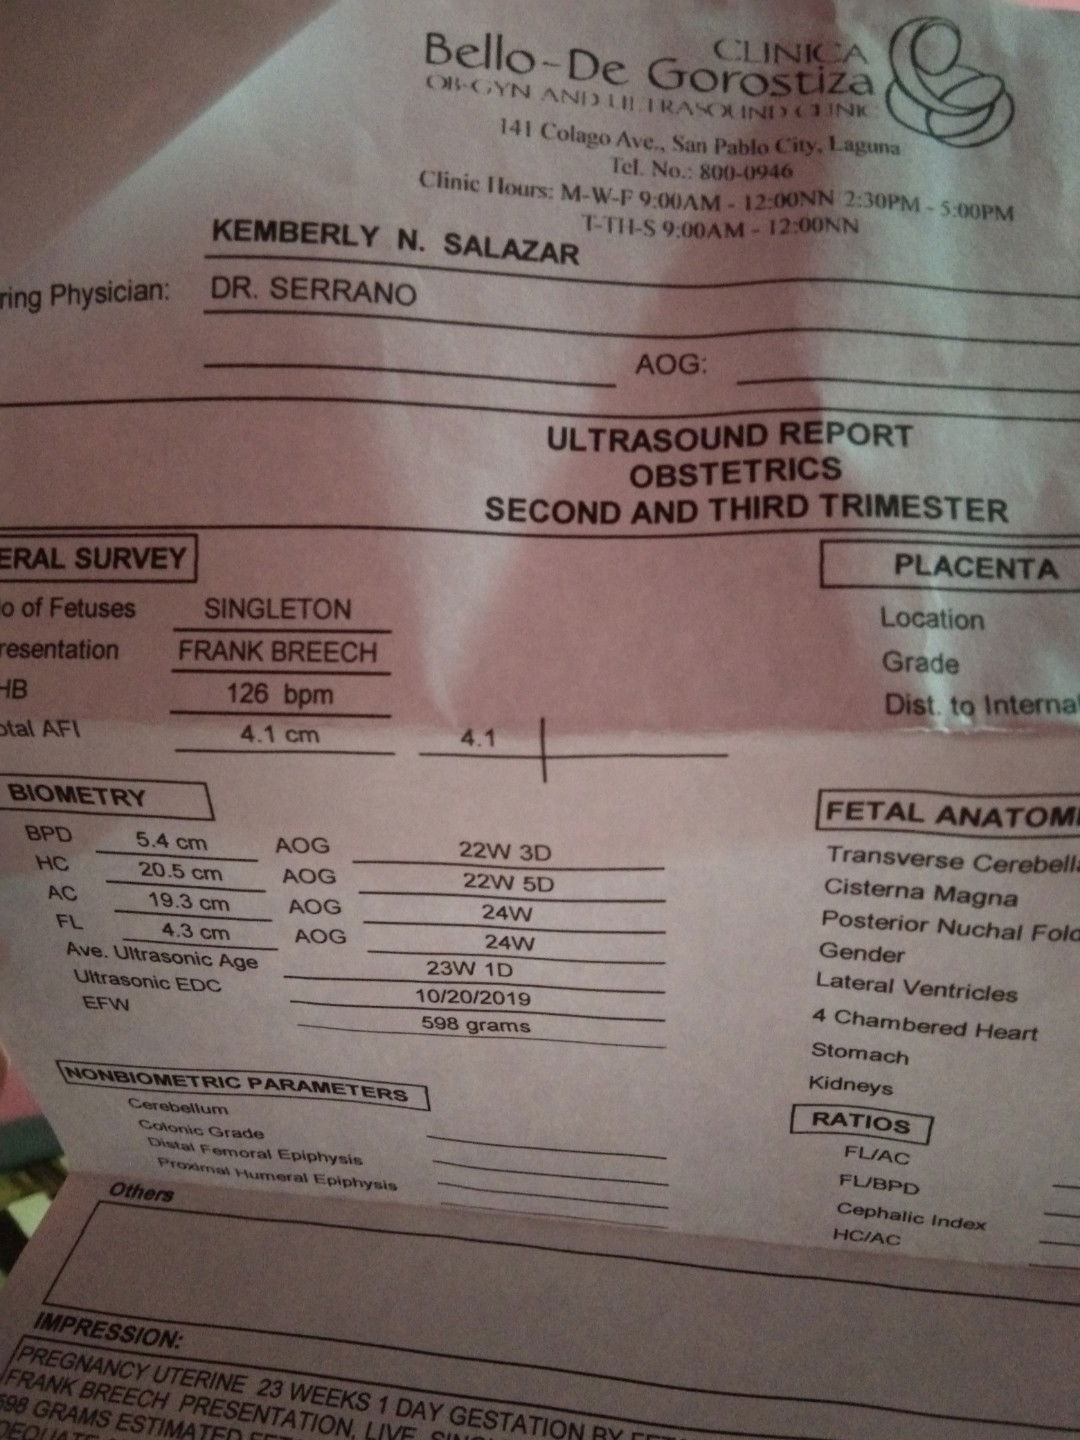 CLINICA
Bello-De Gorostiza
OB-GYN AND ULTRASOUND CLINIC
141 Colago Ave., San Pablo City, Laguna
Tel. No.: 800-0946
Clinic Hours: M-W-F 9:00AM - 12:00NN 2:30PM - 5:00PM
T-TH-S 9:00AM - 12:00NN
KEMBERLY N. SALAZAR
ring Physician: DR. SERRANO
AOG:
ULTRASOUND REPORT
OBSTETRICS
SECOND AND THIRD TRIMESTER
ERAL SURVEY
PLACENTA
o of Fetuses SINGLETON
Location
resentation FRANK BREECH
Grade
HB 126 bpm
Dist. to Interna
otal AFI 4.1 cm 4.1
BIOMETRY
FETAL ANATOM
BPD 5.4 cm AOG 22W 3D
Transverse Cerebella
HC 20.5 cm AOG 22W 5D
Cisterna Magna
AC 19.3 cm AOG 24W
Posterior Nuchal Fold
FL 4.3 cm AOG 24W
Gender
Ave. Ultrasonic Age 23W 1D
Lateral Ventricles
Ultrasonic EDC 10/20/2019
4 Chambered Heart
EFW 598 grams
Stomach
Kidneys
NONBIOMETRIC PARAMETERS
RATIOS
Cerebellum
Colonic Grade
FL/AC
Distal Femoral Epiphysis
FL/BPD
Proximal Humeral Epiphysis
Cephalic Index
HC/AC
Others
IMPRESSION:
PREGNANCY UTERINE 23 WEEKS 1 DAY GESTATION BY FETA
FRANK BREECH PRESENTATION, LIVE, SING
598 GRAMS ESTIMATED FET